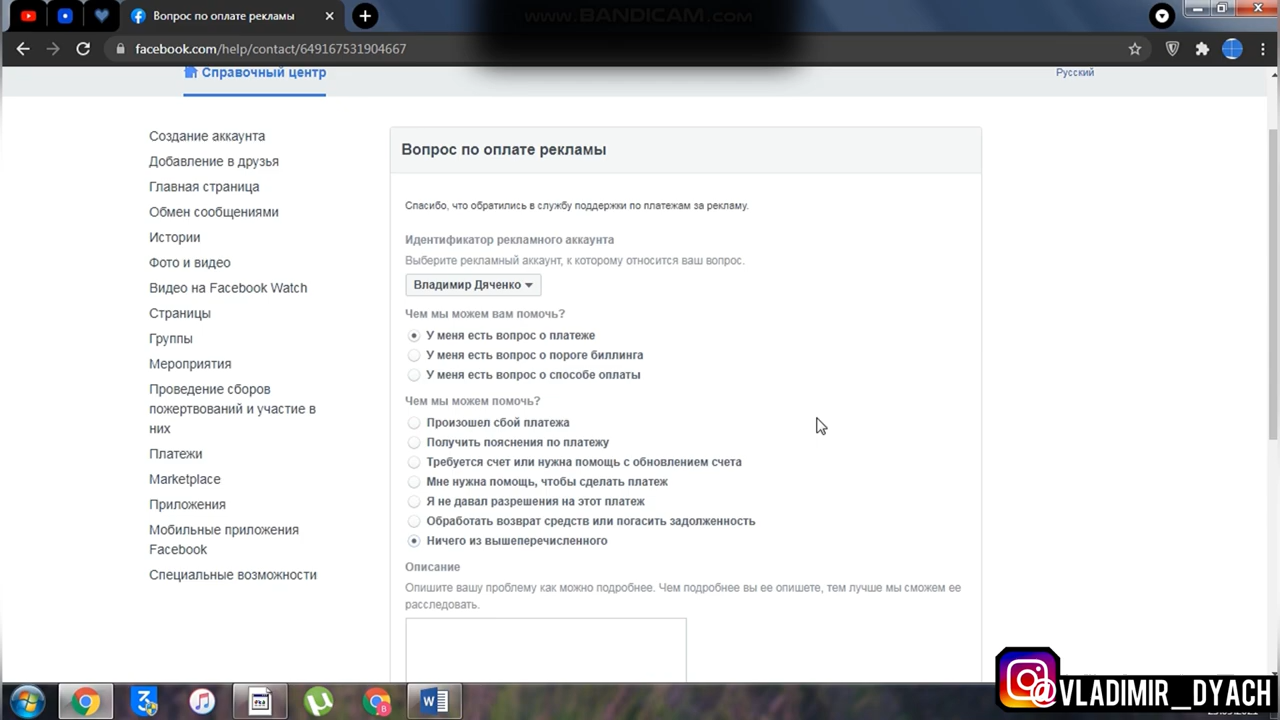 Вопрос по оплате рекламы
WWW.BANDICAM.COM
facebook.com/help/contact/649167531904667
Справочный центр
Русский
Создание аккаунта
Добавление в друзья
Главная страница
Обмен сообщениями
Истории
Фото и видео
Видео на Facebook Watch
Страницы
Группы
Мероприятия
Проведение сборов
пожертвований и участие в
них
Платежи
Marketplace
Приложения
Мобильные приложения
Facebook
Специальные возможности
Вопрос по оплате рекламы
Спасибо, что обратились в службу поддержки по платежам за рекламу.
Идентификатор рекламного аккаунта
Выберите рекламный аккаунт, к которому относится ваш вопрос.
Владимир Дяченко
Чем мы можем вам помочь?
У меня есть вопрос о платеже
У меня есть вопрос о пороге биллинга
У меня есть вопрос о способе оплаты
Чем мы можем помочь?
Произошел сбой платежа
Получить пояснения по платежу
Требуется счет или нужна помощь с обновлением счета
Мне нужна помощь, чтобы сделать платеж
Я не давал разрешения на этот платеж
Обработать возврат средств или погасить задолженность
Ничего из вышеперечисленного
Описание
Опишите вашу проблему как можно подробнее. Чем подробнее вы ее опишете, тем лучше мы сможем ее
расследовать.
@VLADIMIR_DYACH